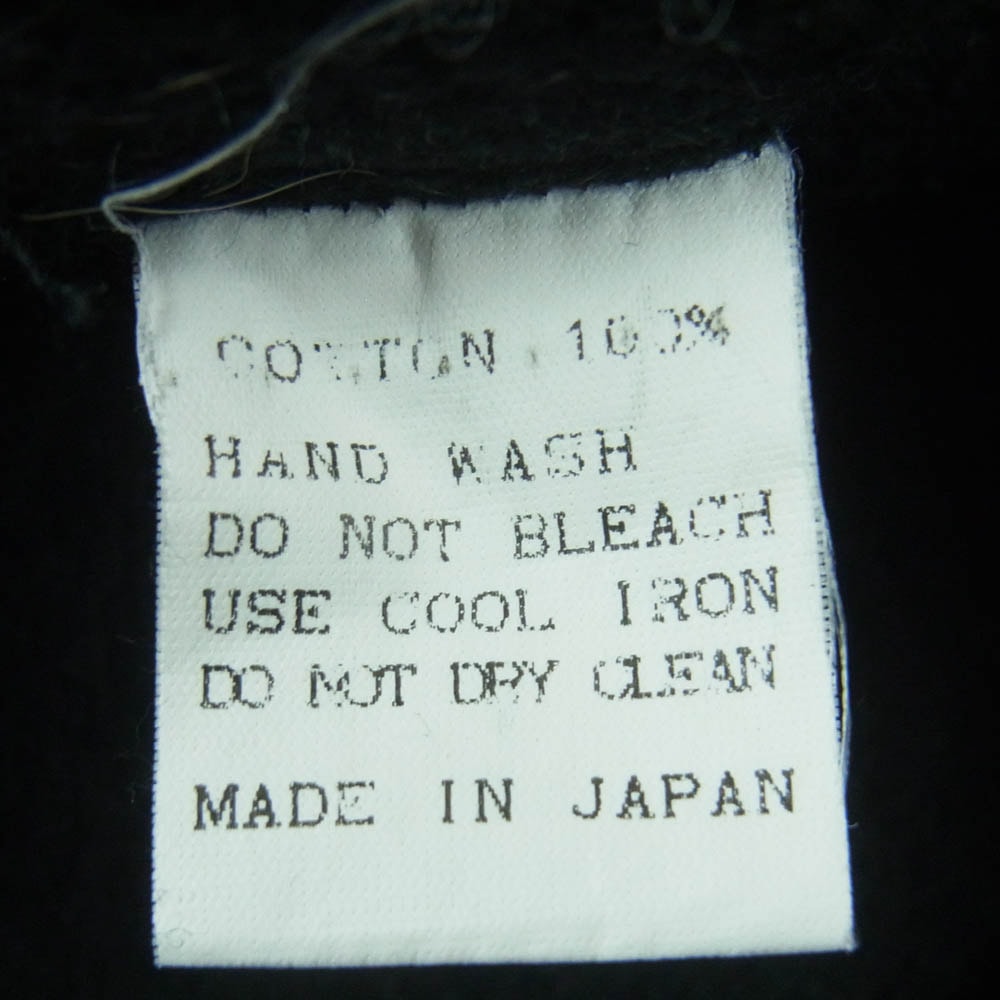 COTTON 100%
HAND WASH
DO NOT BLEACH
USE COOL IRON
DO NOT DRY CLEAN
MADE IN JAPAN